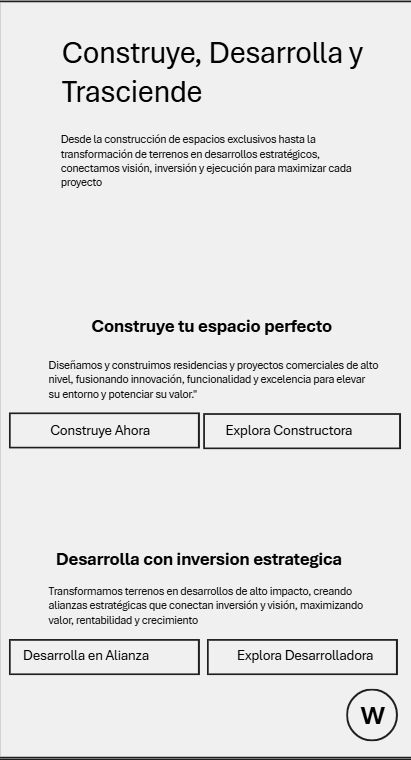 Construye, Desarrolla y
Trasciende
Desde la construcción de espacios exclusivos hasta la
transformación de terrenos en desarrollos estratégicos,
conectamos visión, inversión y ejecución para maximizar cada
proyecto
Construye tu espacio perfecto
Diseñamos y construimos residencias y proyectos comerciales de alto
nivel, fusionando innovación, funcionalidad y excelencia para elevar
su entorno y potenciar su valor."
Construye Ahora
Explora Constructora
Desarrolla con inversion estrategica
Transformamos terrenos en desarrollos de alto impacto, creando
alianzas estratégicas que conectan inversión y visión, maximizando
valor, rentabilidad y crecimiento
Desarrolla en Alianza
Explora Desarrolladora
W